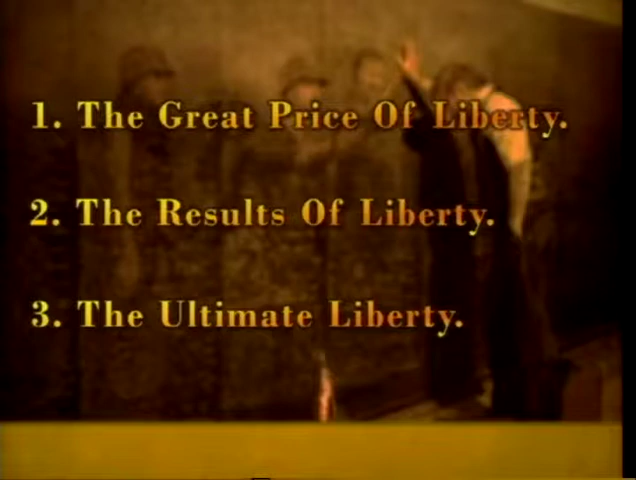 1. The Great Price Of Liberty.
2. The Results Of Liberty.
3. The Ultimate Liberty.